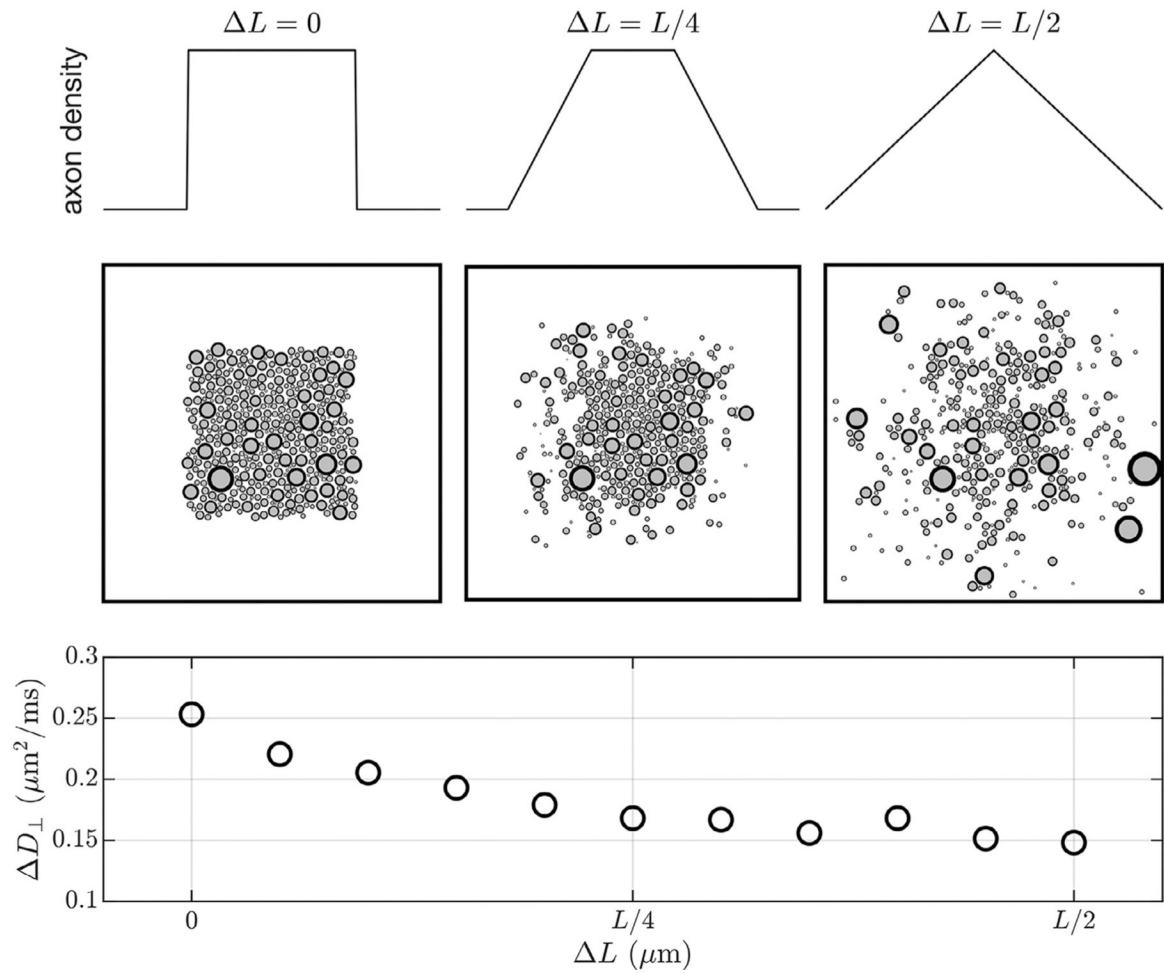 ΔL = 0
ΔL = L/4
ΔL = L/2
axon density
0.3
0.25
0.2
0.15
0.1
ΔD⊥ (μm²/ms)
0
L/4
L/2
ΔL (μm)